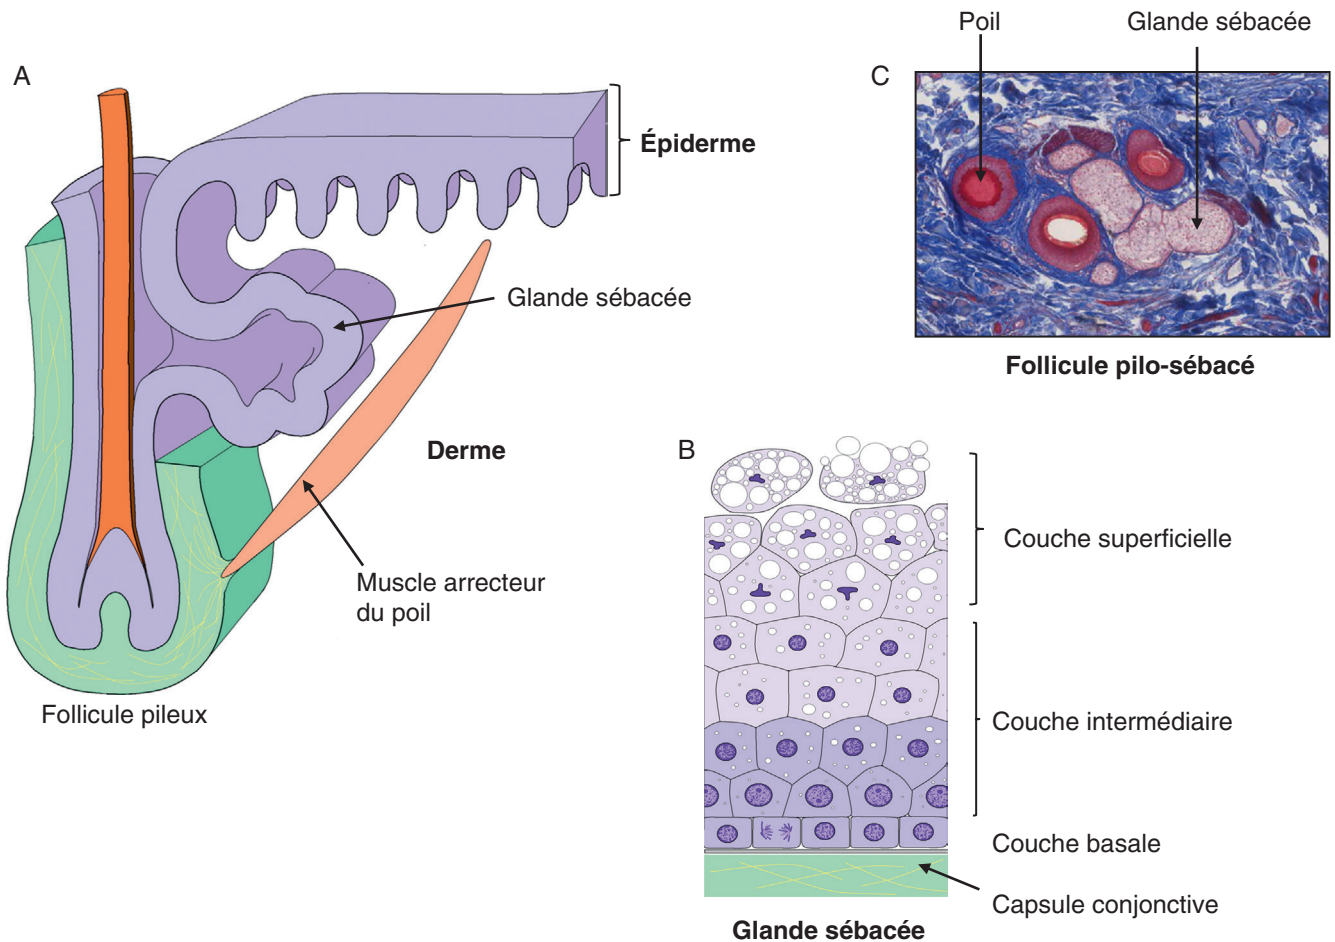 A
Épiderme
Glande sébacée
Derme
Muscle arrecteur
du poil
Follicule pileux
Poil
Glande sébacée
C
Follicule pilo-sébacé
B
Couche superficielle
Couche intermédiaire
Couche basale
Capsule conjonctive
Glande sébacée